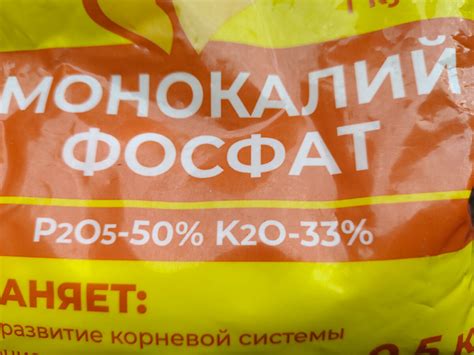 МОНОКАЛИЙ
ФОСФАТ
P2O5-50% K2O-33%
АНЯЕТ:
развитие корневой системы